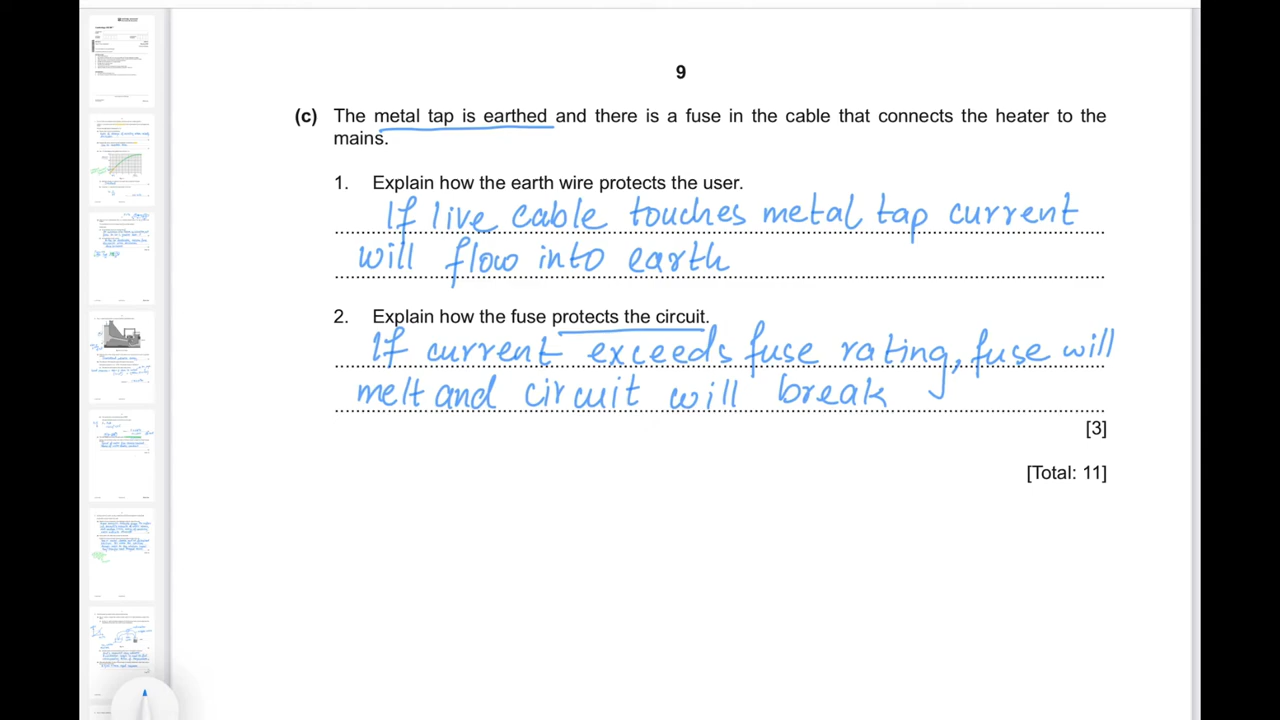 9
(c) The metal tap is earthed and there is a fuse in the cable that connects the heater to the
mains.
1. Explain how the earth wire protects the user.
If live cable touches metal tap current
will flow into earth
2. Explain how the fuse protects the circuit.
If current exceeds fuse rating, fuse will
melt and circuit will break
[3]
[Total: 11]